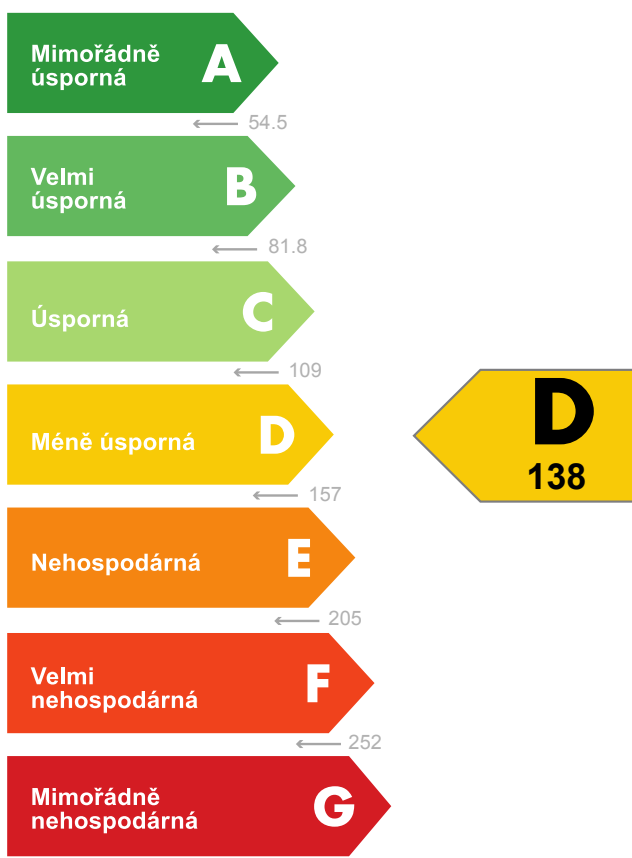 Mimořádně
úsporná
A
54.5
Velmi
úsporná
B
81.8
Úsporná
C
109
Méně úsporná
D
D
138
157
Nehospodárná
E
205
Velmi
nehospodárná
F
252
Mimořádně
nehospodárná
G